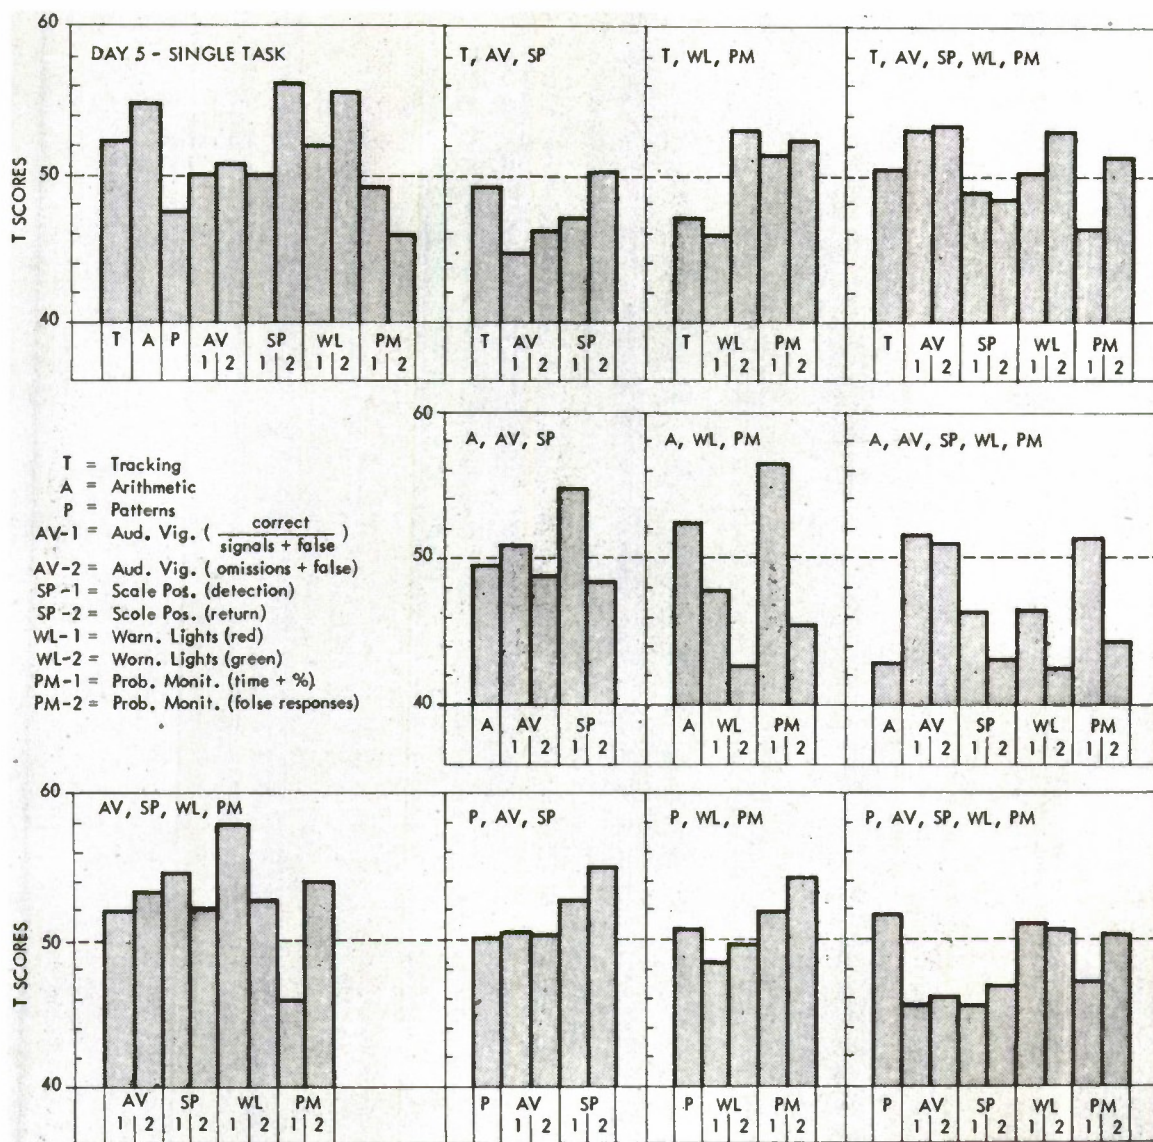 60
DAY 5 - SINGLE TASK
T, AV, SP
T, WL, PM
T, AV, SP, WL, PM
T SCORES
50
40
T A P AV SP WL PM
1 2 1 2 1 2 1 2
T AV SP
1 2 1 2
T WL PM
1 2 1 2
T AV SP WL PM
1 2 1 2 1 2 1 2
60
A, AV, SP
A, WL, PM
A, AV, SP, WL, PM
50
40
A AV SP
1 2 1 2
A WL PM
1 2 1 2
A AV SP WL PM
1 2 1 2 1 2 1 2
T = Tracking
A = Arithmetic
P = Patterns
AV-1 = Aud. Vig. ( correct / signals + false )
AV-2 = Aud. Vig. ( omissions + false)
SP-1 = Scale Pos. (detection)
SP-2 = Scole Pos. (return)
WL-1 = Warn. Lights (red)
WL-2 = Worn. Lights (green)
PM-1 = Prob. Monit. (time + %)
PM-2 = Prob. Monit. (false responses)
60
AV, SP, WL, PM
P, AV, SP
P, WL, PM
P, AV, SP, WL, PM
T SCORES
50
40
AV SP WL PM
1 2 1 2 1 2 1 2
P AV SP
1 2 1 2
P WL PM
1 2 1 2
P AV SP WL PM
1 2 1 2 1 2 1 2